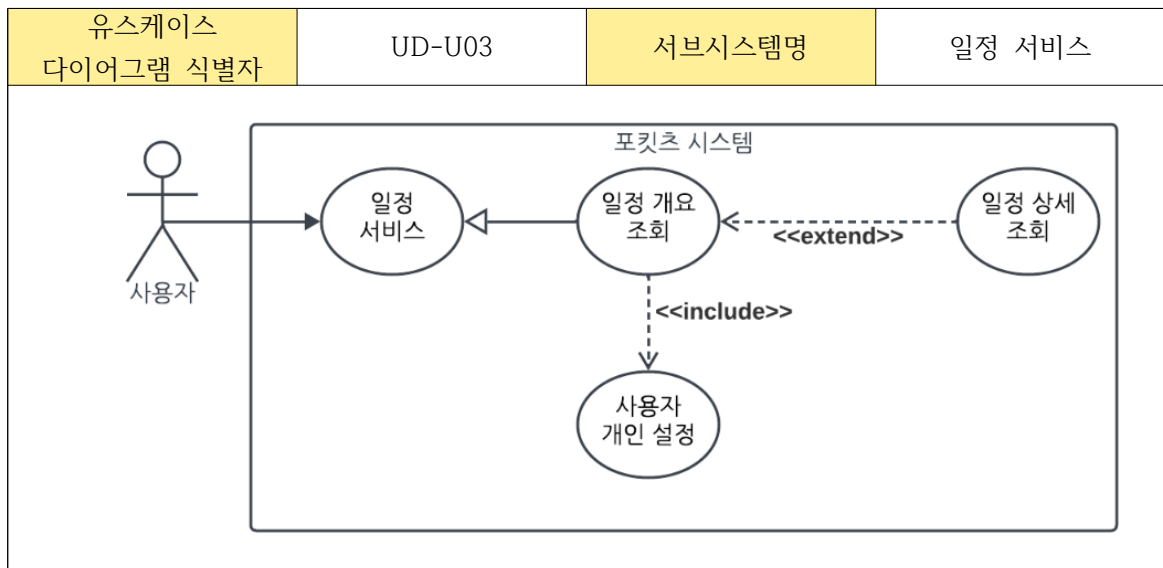 유스케이스
다이어그램 식별자
UD-U03
서브시스템명
일정 서비스
포킷츠 시스템
일정
서비스
일정 개요
조회
일정 상세
조회
<<extend>>
사용자
<<include>>
사용자
개인 설정